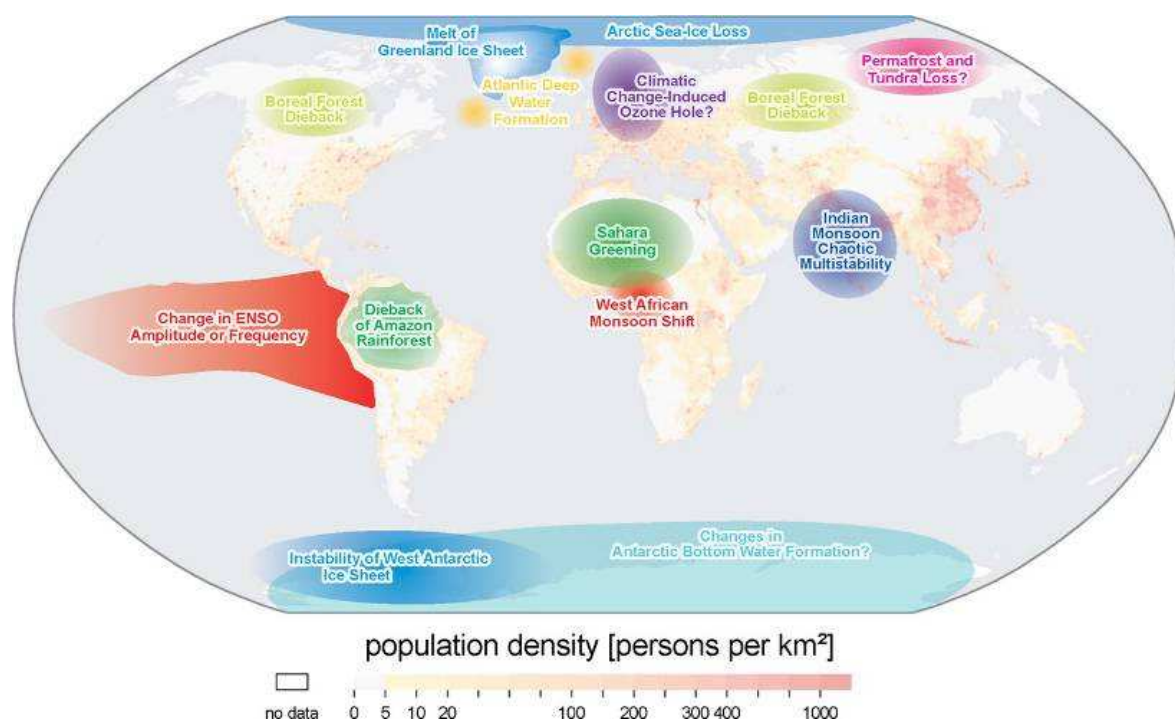 Melt of
Greenland Ice Sheet
Arctic Sea-Ice Loss
Permafrost and
Tundra Loss?
Atlantic Deep
Water
Formation
Climatic
Change-Induced
Ozone Hole?
Boreal Forest
Dieback
Boreal Forest
Dieback
Sahara
Greening
Indian
Monsoon
Chaotic
Multistability
West African
Monsoon Shift
Change in ENSO
Amplitude or Frequency
Dieback
of Amazon
Rainforest
Instability of West Antarctic
Ice Sheet
Changes in
Antarctic Bottom Water Formation?
population density [persons per km²]
no data 0 5 10 20 100 200 300 400 1000